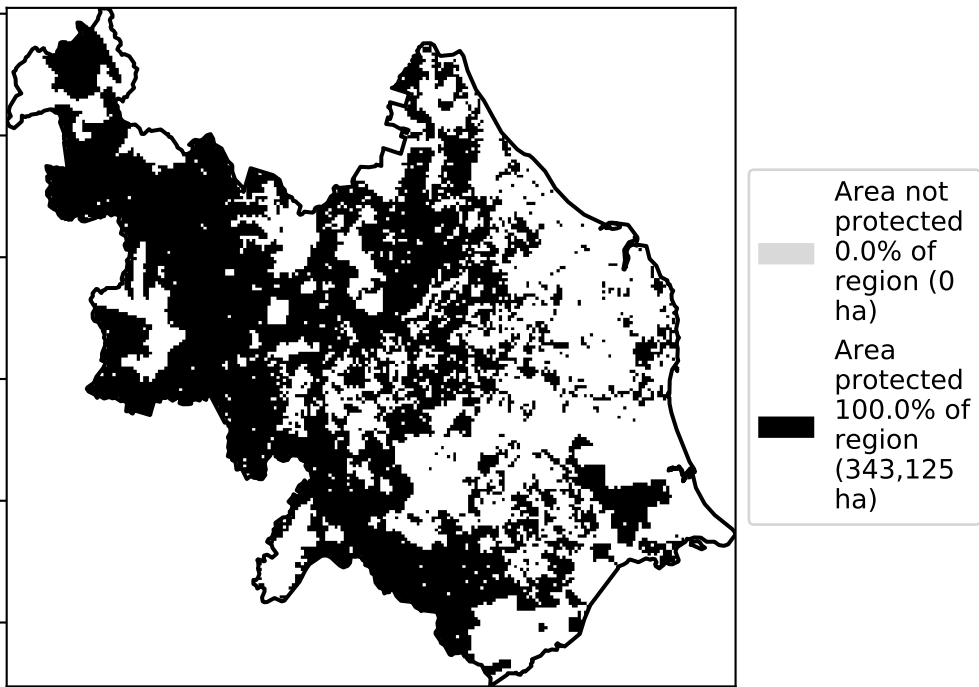 Area not
protected
0.0% of
region (0
ha)
Area
protected
100.0% of
region
(343,125
ha)